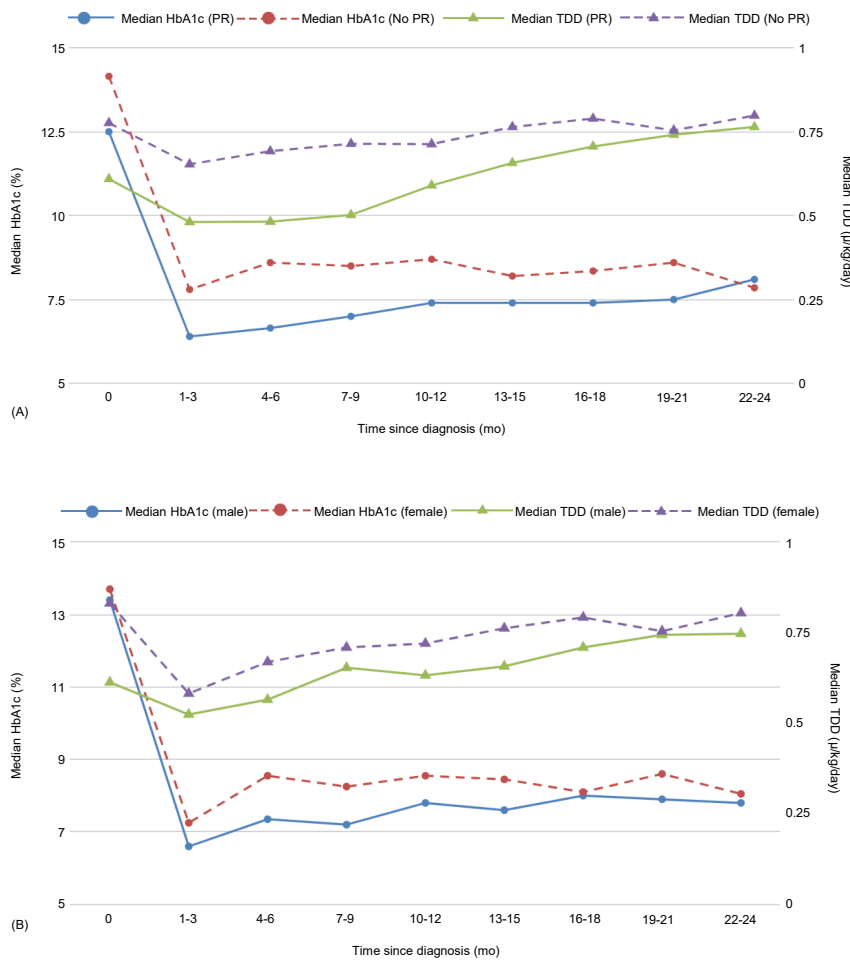 Median HbA1c (PR) Median HbA1c (No PR) Median TDD (PR) Median TDD (No PR)
15 1
12.5 0.75
10 0.5
7.5 0.25
5 0
Median HbA1c (%)
Median TDD (µ/kg/day)
0 1-3 4-6 7-9 10-12 13-15 16-18 19-21 22-24
(A)
Time since diagnosis (mo)
Median HbA1c (male) Median HbA1c (female) Median TDD (male) Median TDD (female)
15 1
13
0.75
11
0.5
9
0.25
7
5 0
Median HbA1c (%)
Median TDD (µ/kg/day)
0 1-3 4-6 7-9 10-12 13-15 16-18 19-21 22-24
(B)
Time since diagnosis (mo)